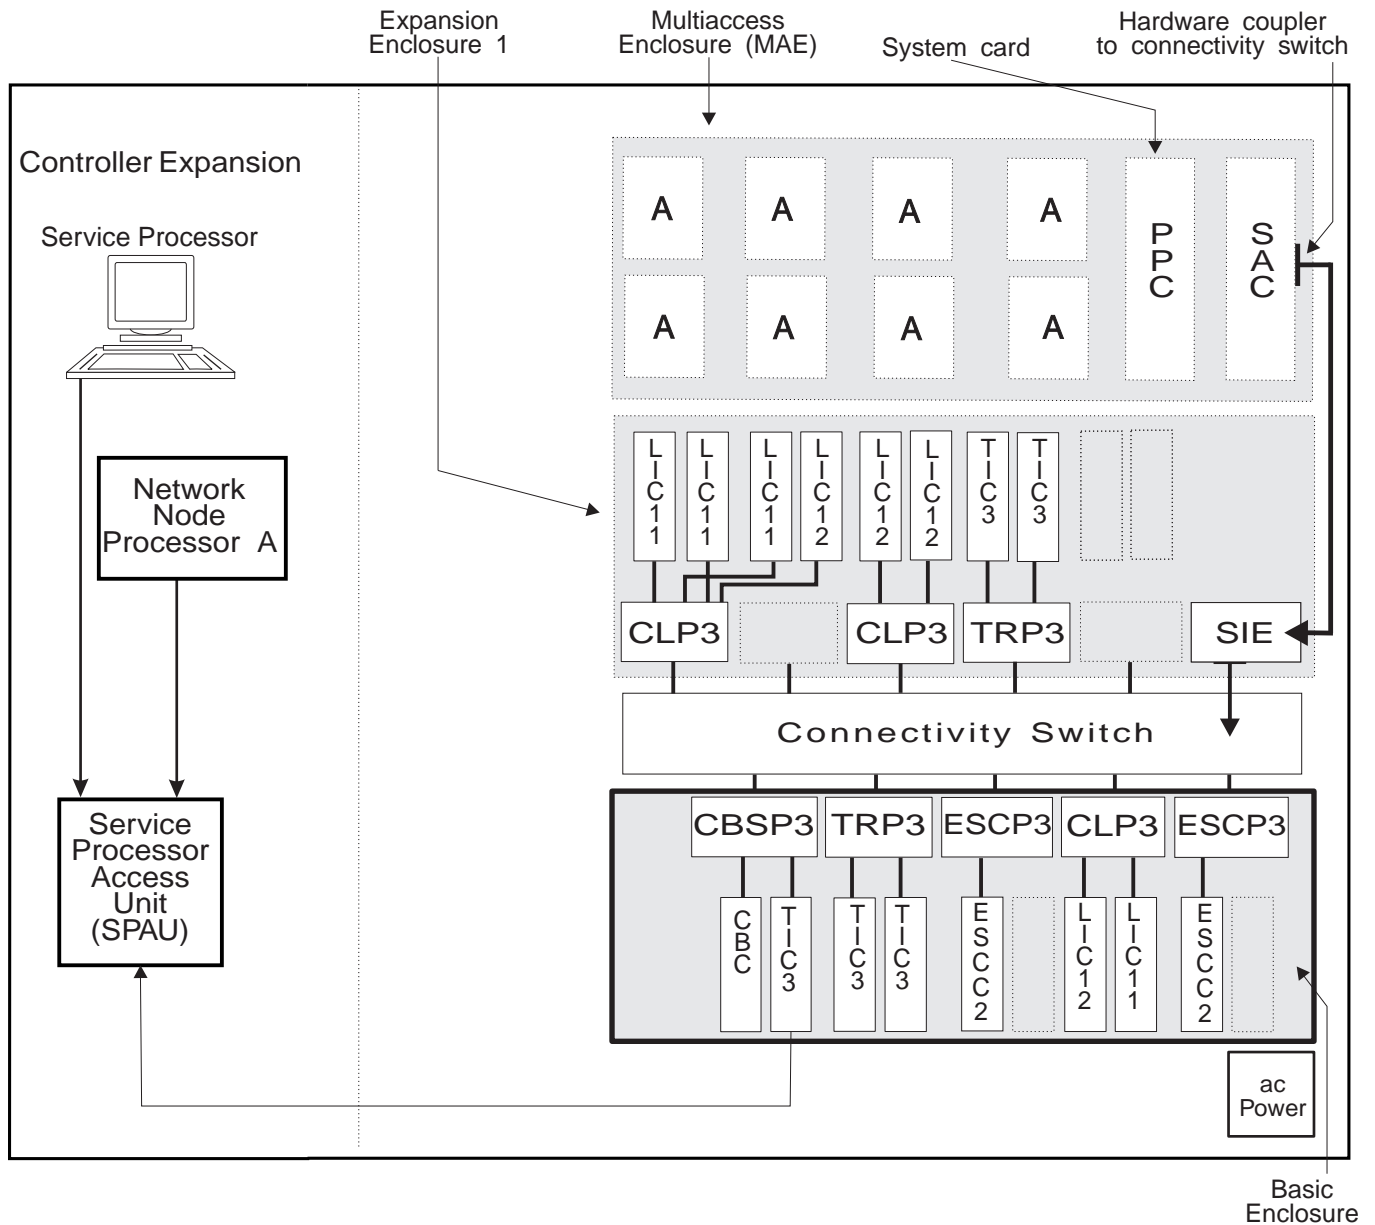 Expansion
Enclosure 1
Multiaccess
Enclosure (MAE)
System card
Hardware coupler
to connectivity switch
Controller Expansion
Service Processor
Network
Node
Processor A
Service
Processor
Access
Unit
(SPAU)
A
A
A
A
A
A
A
A
PPC
SAC
LIC11
LIC11
LIC11
LIC12
LIC12
LIC12
TIC3
TIC3
CLP3
CLP3
TRP3
SIE
Connectivity Switch
CBSP3
TRP3
ESCP3
CLP3
ESCP3
CBC
TIC3
TIC3
TIC3
ESCC2
LIC12
LIC11
ESCC2
ac
Power
Basic
Enclosure